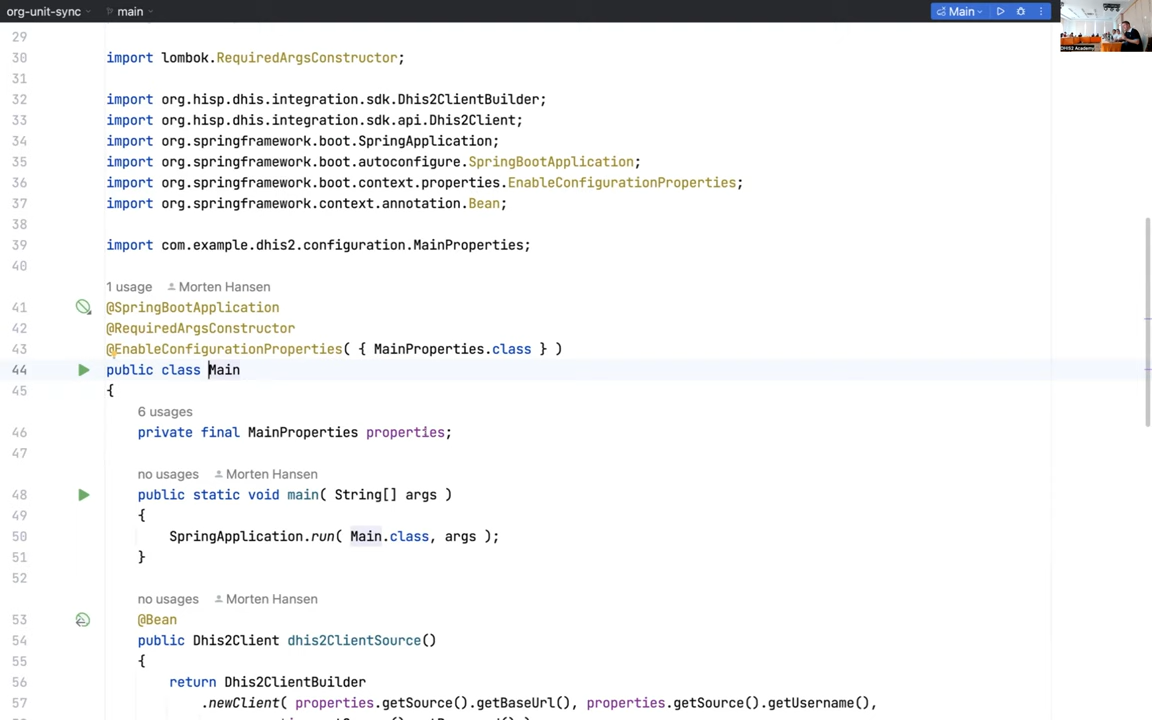 org-unit-sync main Main
29
30 import lombok.RequiredArgsConstructor;
31
32 import org.hisp.dhis.integration.sdk.Dhis2ClientBuilder;
33 import org.hisp.dhis.integration.sdk.api.Dhis2Client;
34 import org.springframework.boot.SpringApplication;
35 import org.springframework.boot.autoconfigure.SpringBootApplication;
36 import org.springframework.boot.context.properties.EnableConfigurationProperties;
37 import org.springframework.context.annotation.Bean;
38
39 import com.example.dhis2.configuration.MainProperties;
40
1 usage Morten Hansen
41 @SpringBootApplication
42 @RequiredArgsConstructor
43 @EnableConfigurationProperties( { MainProperties.class } )
44 public class Main
45 {
6 usages
46 private final MainProperties properties;
47
no usages Morten Hansen
48 public static void main( String[] args )
49 {
50 SpringApplication.run( Main.class, args );
51 }
52
no usages Morten Hansen
53 @Bean
54 public Dhis2Client dhis2ClientSource()
55 {
56 return Dhis2ClientBuilder
57 .newClient( properties.getSource().getBaseUrl(), properties.getSource().getUsername(),
DHIS2 Academy